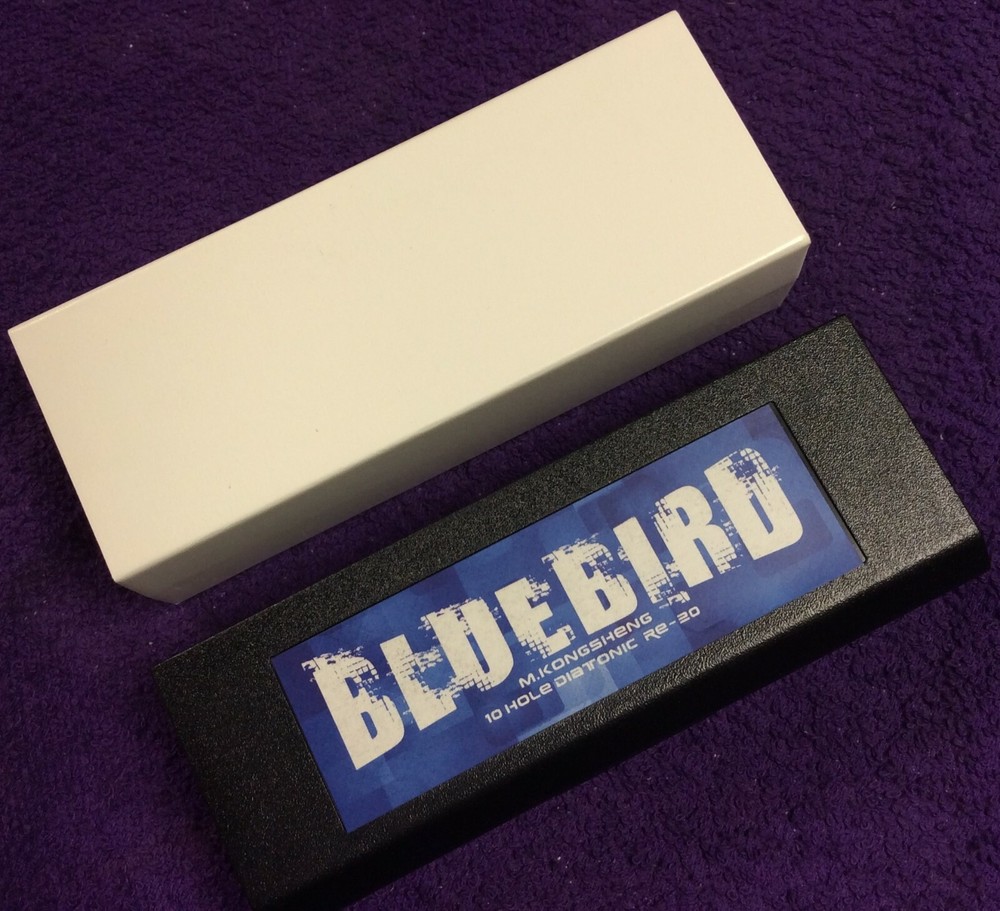 BLUEBIRD
M.KONGSHENG
10 HOLE DIATONIC RE-20